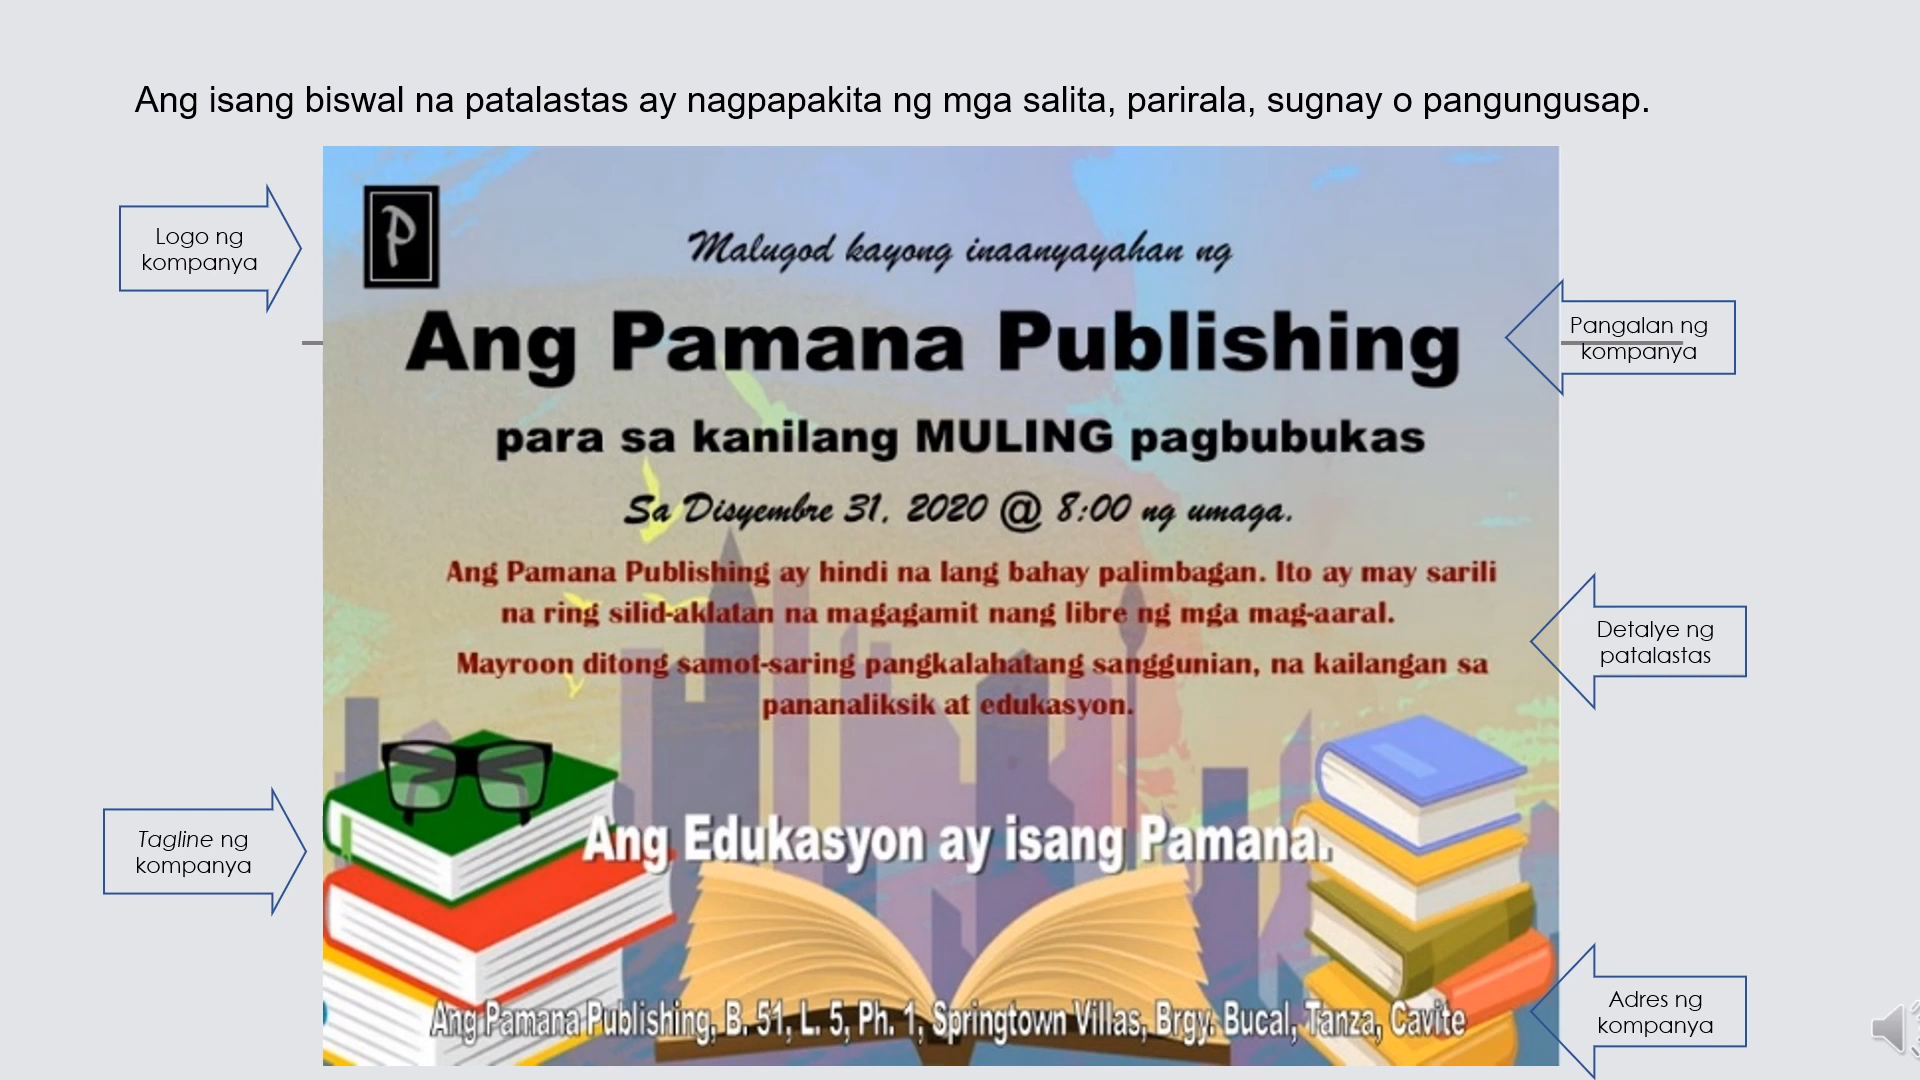 Ang isang biswal na patalastas ay nagpapakita ng mga salita, parirala, sugnay o pangungusap.
Logo ng
kompanya
P
Malugod kayong inaanyayahan ng
Ang Pamana Publishing
Pangalan ng
kompanya
para sa kanilang MULING pagbubukas
Sa Disyembre 31, 2020 @ 8:00 ng umaga.
Ang Pamana Publishing ay hindi na lang bahay palimbagan. Ito ay may sarili
na ring silid-aklatan na magagamit nang libre ng mga mag-aaral.
Mayroon ditong samot-saring pangkalahatang sanggunian, na kailangan sa
pananaliksik at edukasyon.
Detalye ng
patalastas
Tagline ng
kompanya
Ang Edukasyon ay isang Pamana.
Ang Pamana Publishing, B. 51, L. 5, Ph. 1, Springtown Villas, Brgy. Bucal, Tanza, Cavite
Adres ng
kompanya